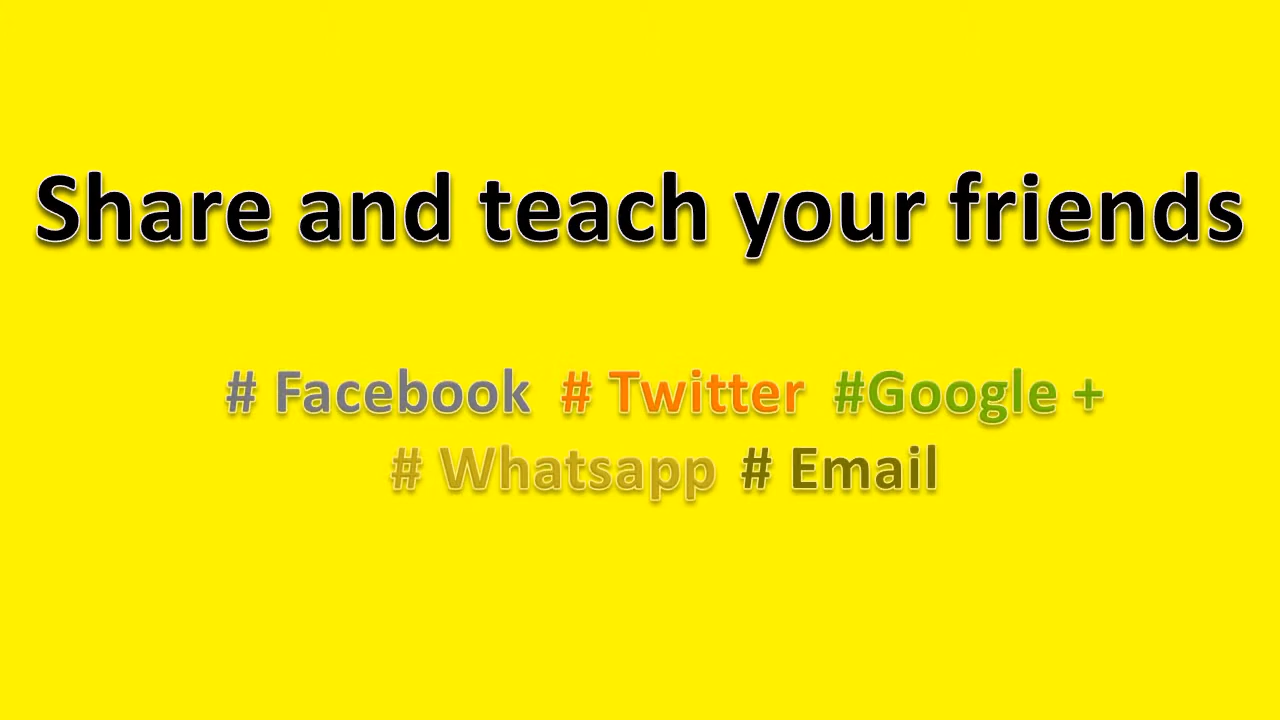 Share and teach your friends
# Facebook # Twitter #Google +
# Whatsapp # Email